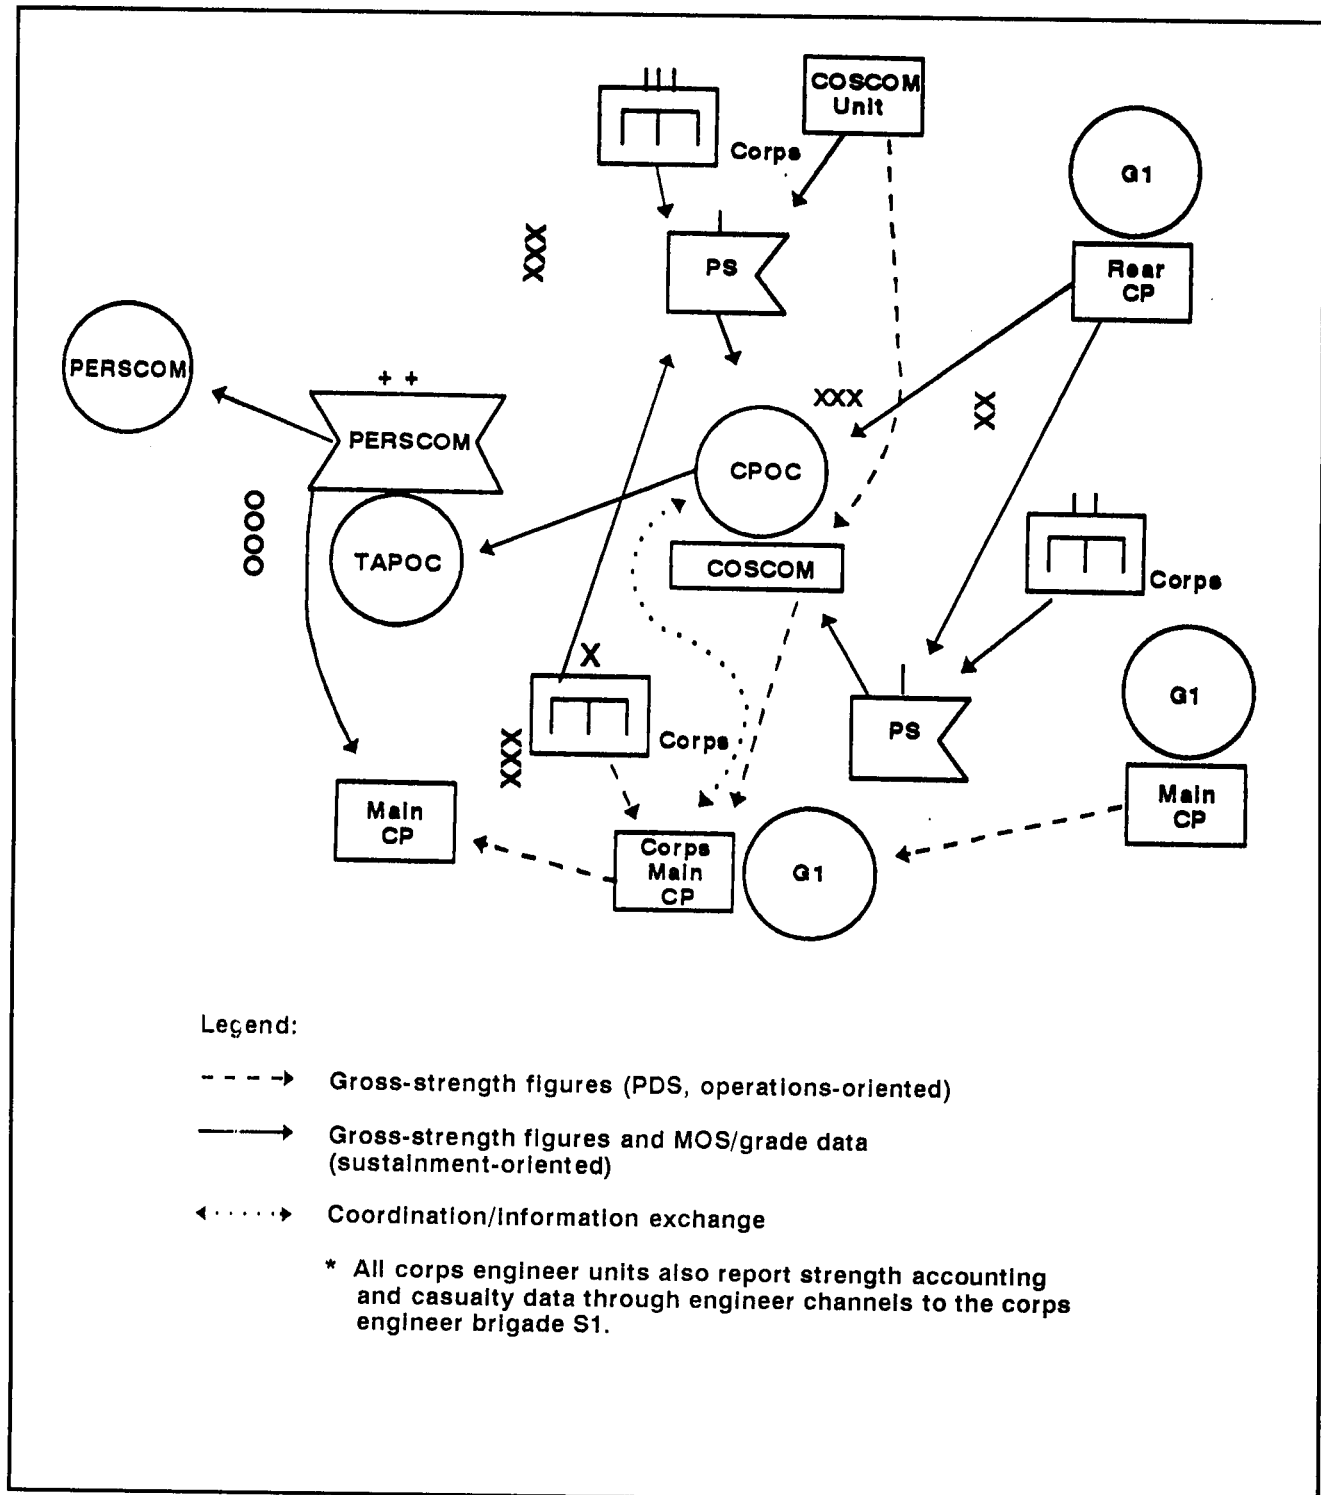 COSCOM
Unit
Corps
G1
XXX
PS
Rear
CP
PERSCOM
+ +
PERSCOM
XXX
XX
CPOC
OOOO
TAPOC
COSCOM
Corps
X
G1
Corps
XXX
PS
Main
CP
Main
CP
Corps
Main
CP
G1
Legend:
Gross-strength figures (PDS, operations-oriented)
Gross-strength figures and MOS/grade data
(sustainment-oriented)
Coordination/information exchange
* All corps engineer units also report strength accounting
and casualty data through engineer channels to the corps
engineer brigade S1.